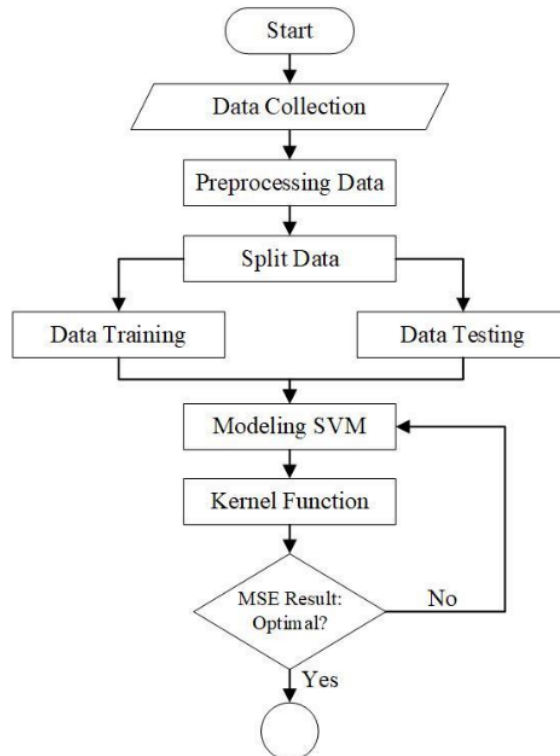 Start
Data Collection
Preprocessing Data
Split Data
Data Training
Data Testing
Modeling SVM
Kernel Function
MSE Result:
Optimal?
No
Yes